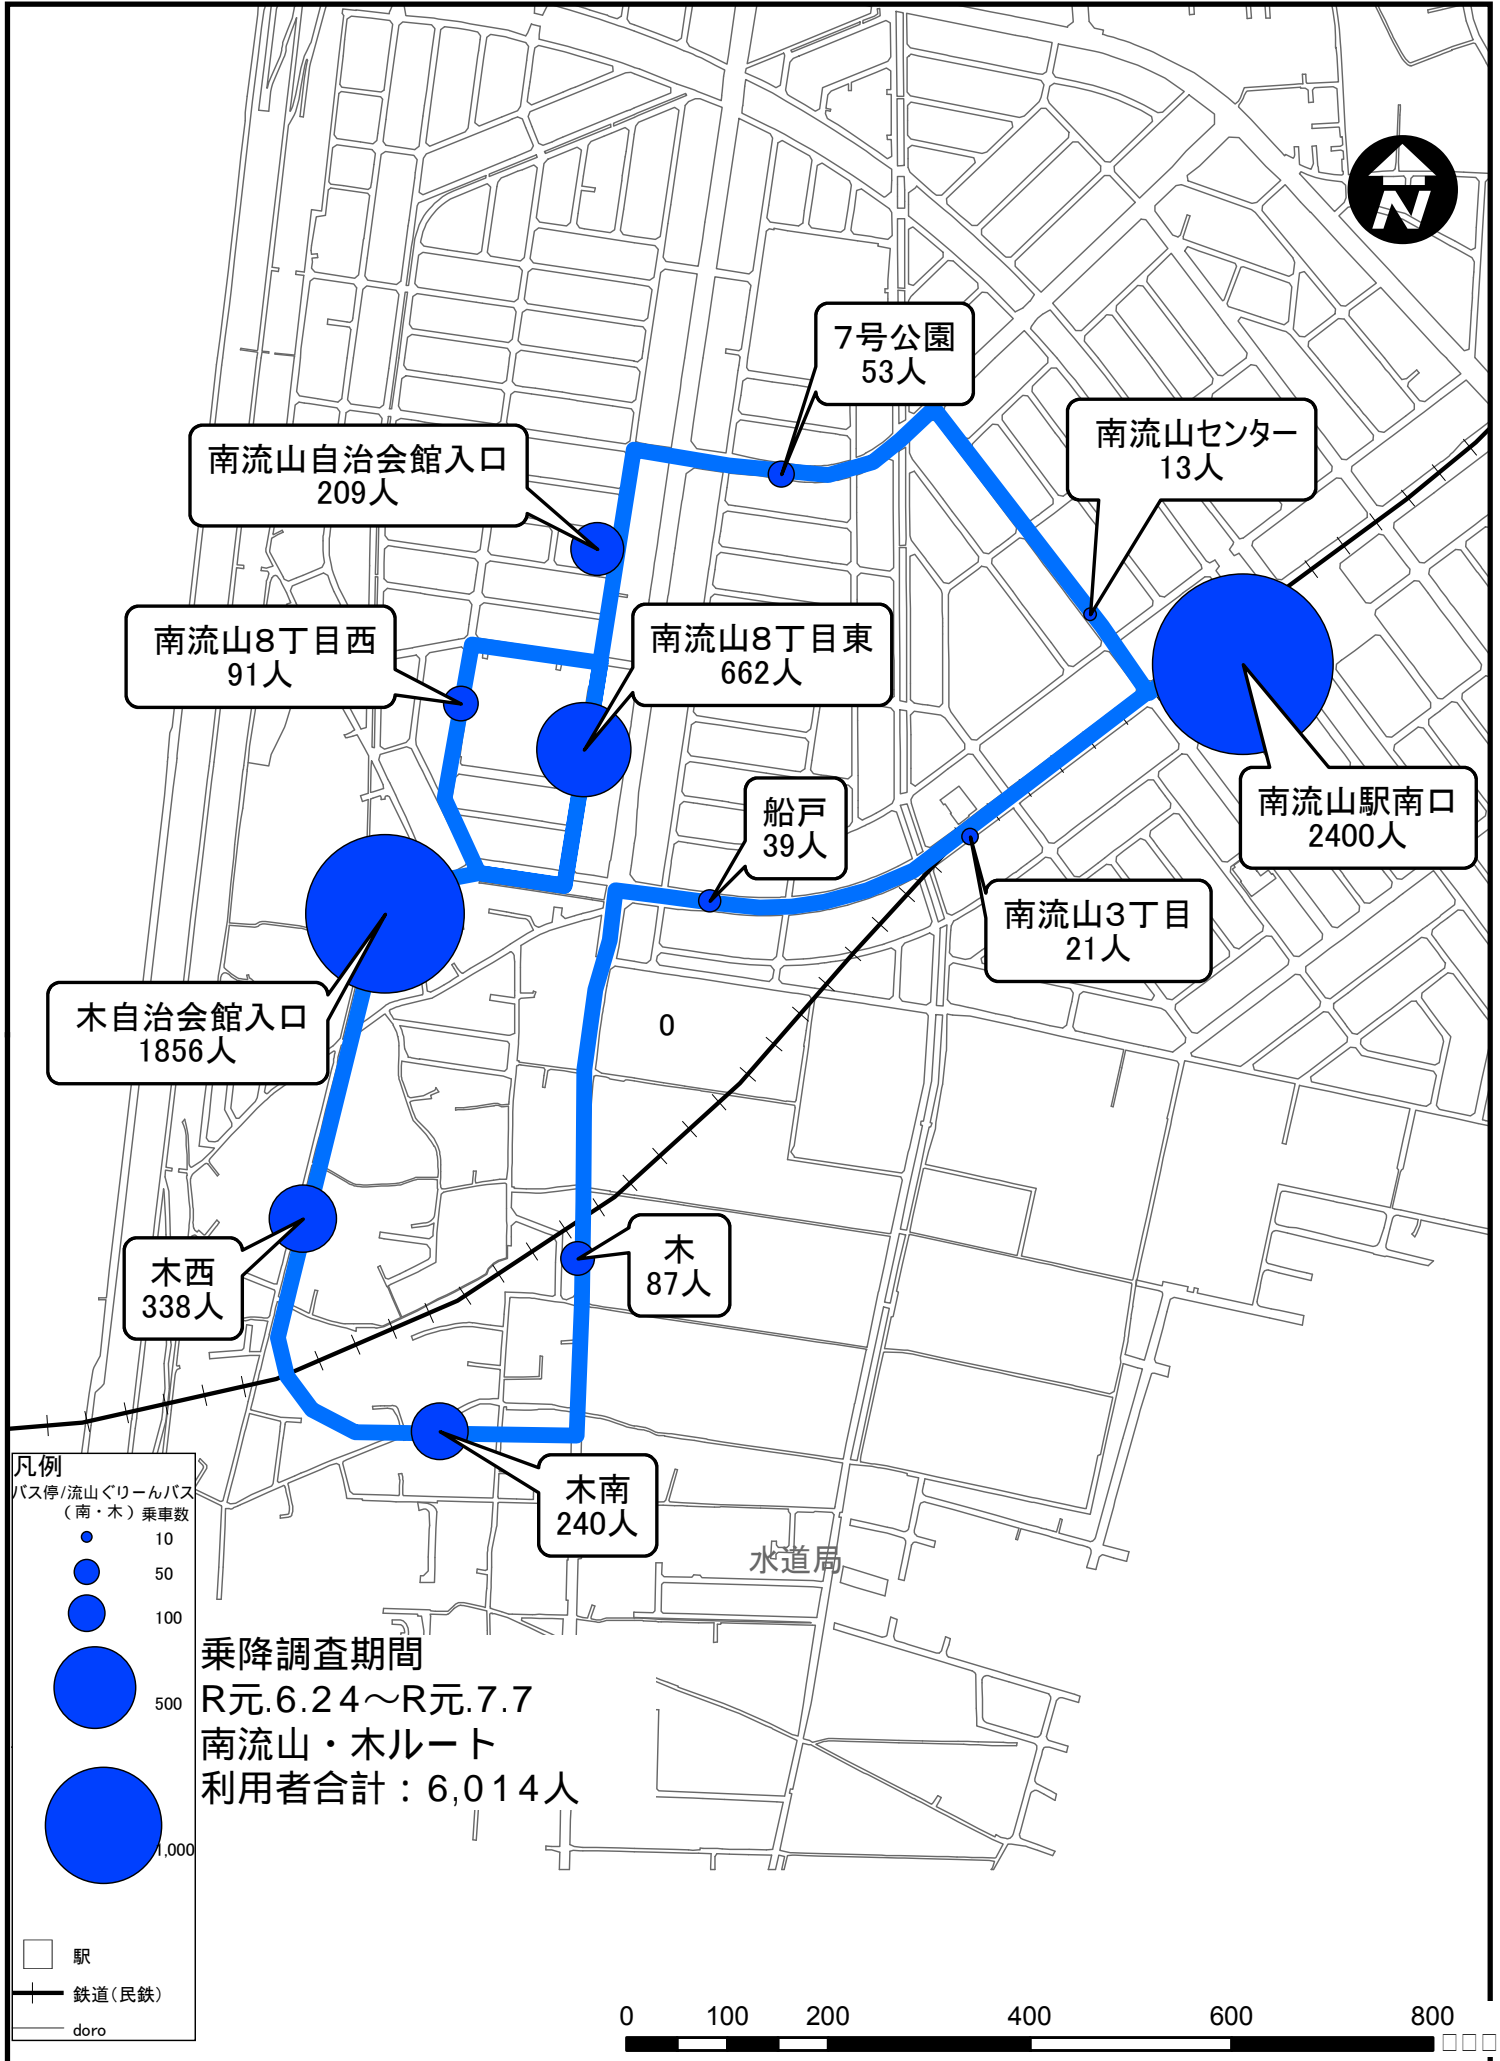 N
7号公園
53人
南流山センター
13人
南流山自治会館入口
209人
南流山8丁目西
91人
南流山8丁目東
662人
船戸
39人
南流山駅南口
2400人
南流山3丁目
21人
木自治会館入口
1856人
0
木西
338人
木
87人
木南
240人
水道局
凡例
バス停/流山ぐりーんバス
（南・木）乗車数
10
50
100
500
1,000
駅
鉄道(民鉄)
doro
乗降調査期間
R元.6.24～R元.7.7
南流山・木ルート
利用者合計：6,014人
0 100 200 400 600 800